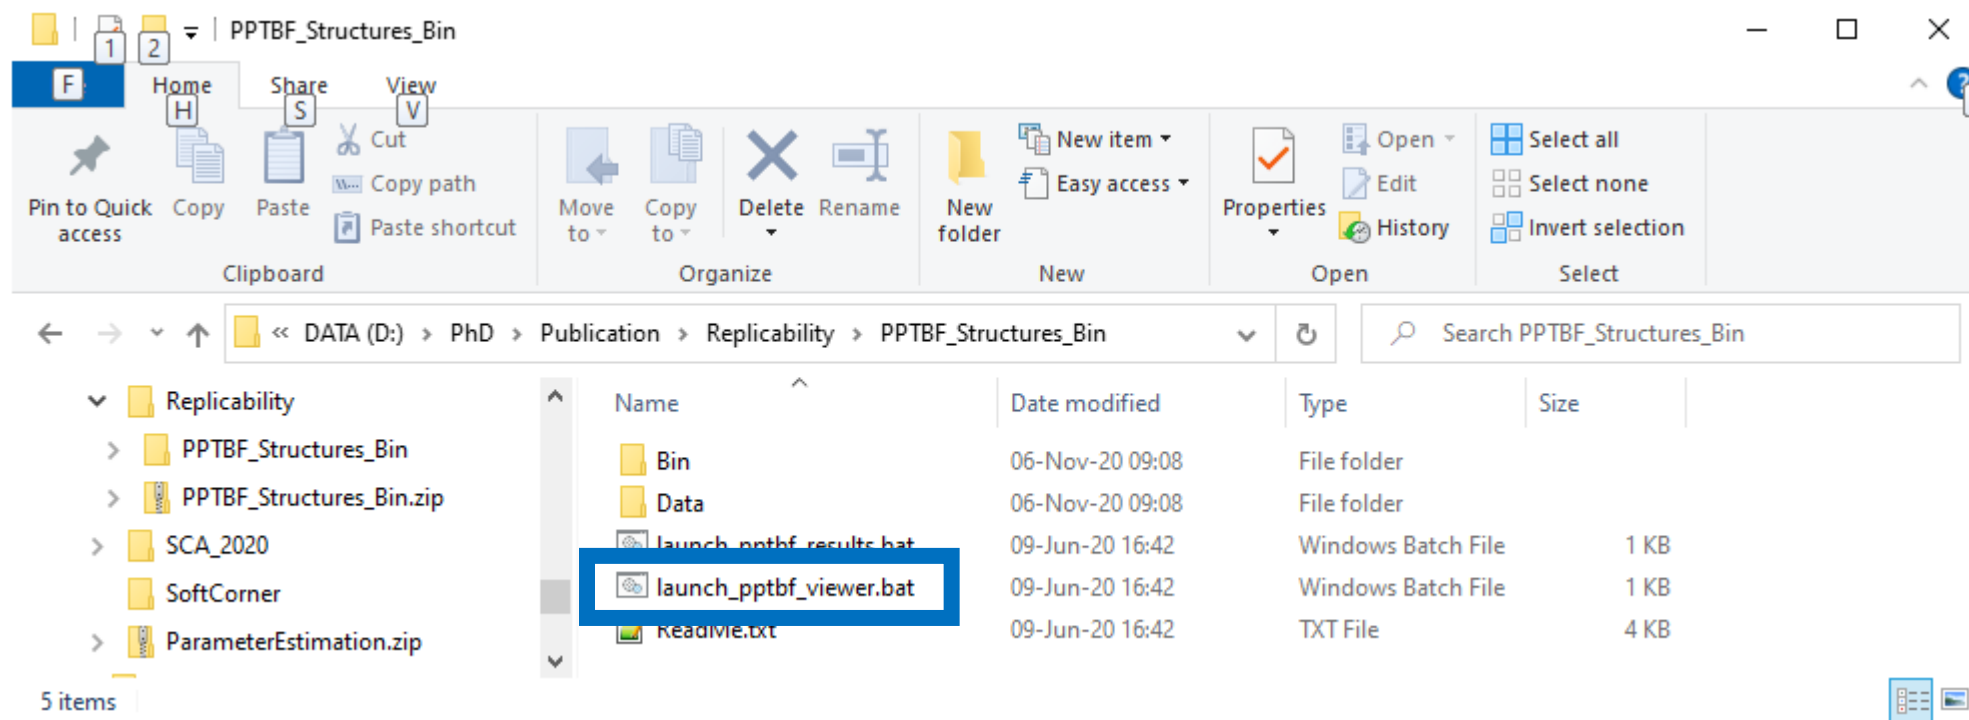 1 2 PPTBF_Structures_Bin
F Home Share View ?
H S V
Pin to Quick access
Copy
Paste
Cut
Copy path
Paste shortcut
Clipboard
Move to
Copy to
Delete
Rename
Organize
New folder
New item
Easy access
New
Properties
Open
Edit
History
Open
Select all
Select none
Invert selection
Select
« DATA (D:) > PhD > Publication > Replicability > PPTBF_Structures_Bin
Search PPTBF_Structures_Bin
Replicability
PPTBF_Structures_Bin
PPTBF_Structures_Bin.zip
SCA_2020
SoftCorner
ParameterEstimation.zip
Name Date modified Type Size
Bin 06-Nov-20 09:08 File folder
Data 06-Nov-20 09:08 File folder
launch_pptbf_results.bat 09-Jun-20 16:42 Windows Batch File 1 KB
launch_pptbf_viewer.bat 09-Jun-20 16:42 Windows Batch File 1 KB
ReadMe.txt 09-Jun-20 16:42 TXT File 4 KB
5 items